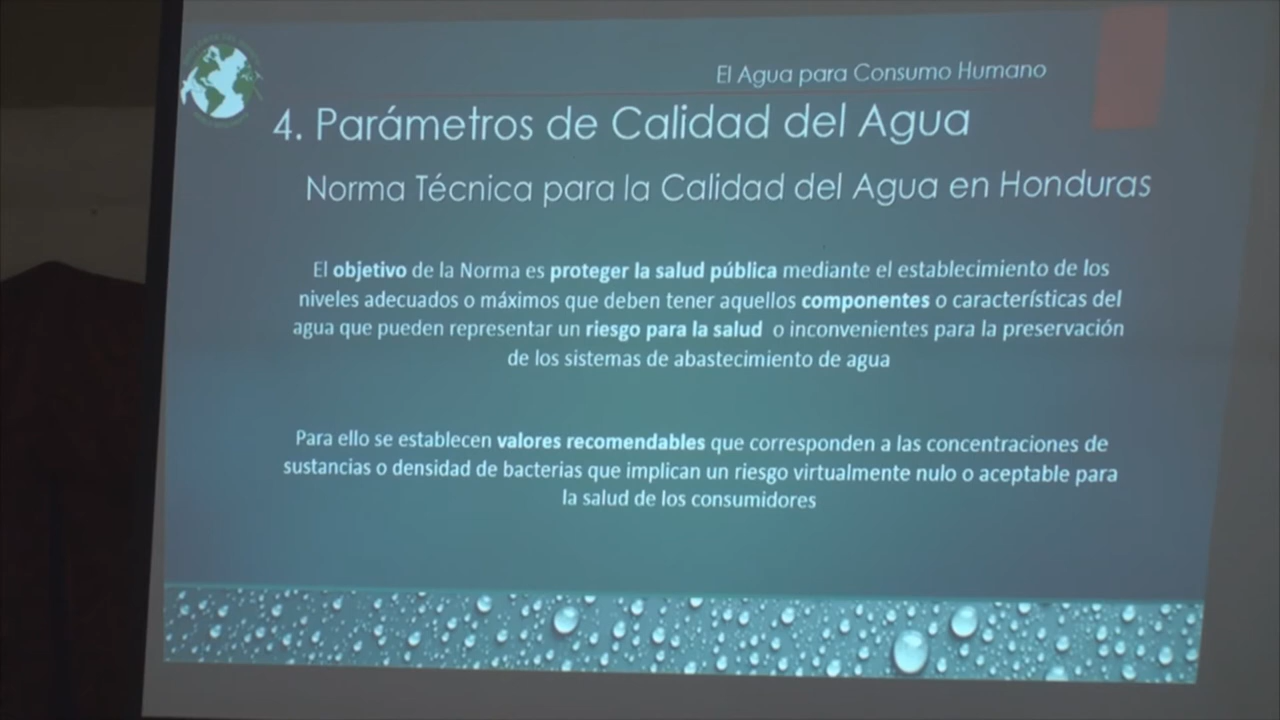 El Agua para Consumo Humano
4. Parámetros de Calidad del Agua
Norma Técnica para la Calidad del Agua en Honduras
El objetivo de la Norma es proteger la salud pública mediante el establecimiento de los
niveles adecuados o máximos que deben tener aquellos componentes o características del
agua que pueden representar un riesgo para la salud o inconvenientes para la preservación
de los sistemas de abastecimiento de agua
Para ello se establecen valores recomendables que corresponden a las concentraciones de
sustancias o densidad de bacterias que implican un riesgo virtualmente nulo o aceptable para
la salud de los consumidores